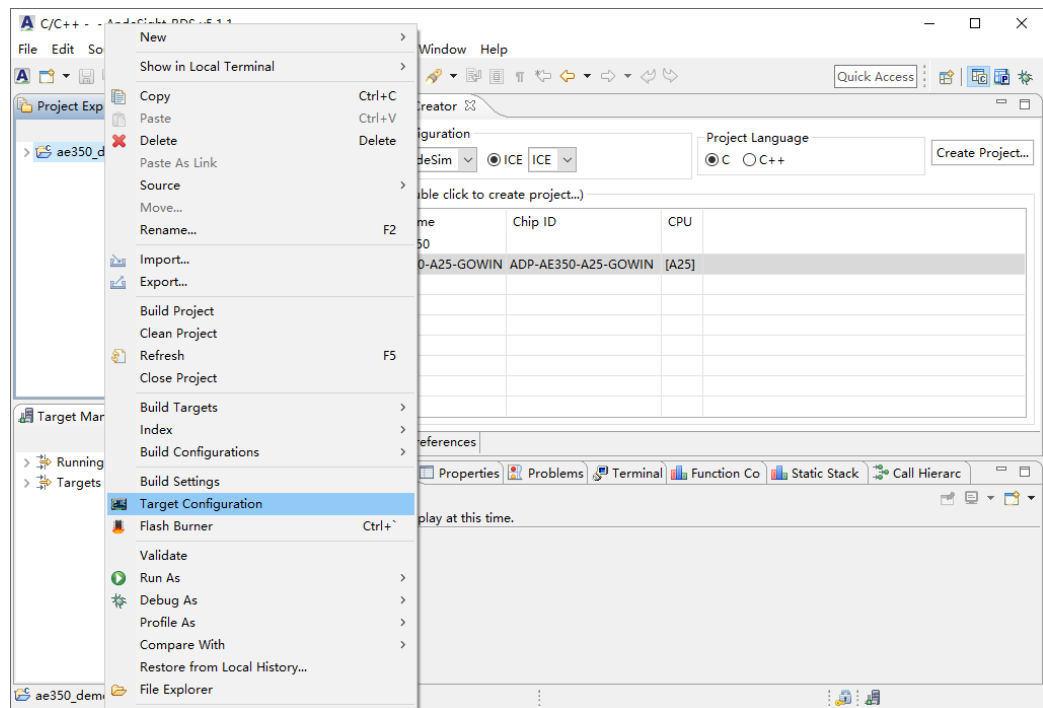 C/C++ - - AndeSight RDS v5.1.1
File Edit So Window Help
Quick Access
Project Exp
ae350_d
Target Man
Running
Targets
ae350_dem
New
Show in Local Terminal
Copy Ctrl+C
Paste Ctrl+V
Delete Delete
Paste As Link
Source
Move...
Rename... F2
Import...
Export...
Build Project
Clean Project
Refresh F5
Close Project
Build Targets
Index
Build Configurations
Build Settings
Target Configuration
Flash Burner Ctrl+`
Validate
Run As
Debug As
Profile As
Compare With
Restore from Local History...
File Explorer
Creator
iguration
deSim ICE ICE
Project Language
C C++
Create Project...
uble click to create project...)
me Chip ID CPU
50
0-A25-GOWIN ADP-AE350-A25-GOWIN [A25]
references
Properties Problems Terminal Function Co Static Stack Call Hierarc
play at this time.